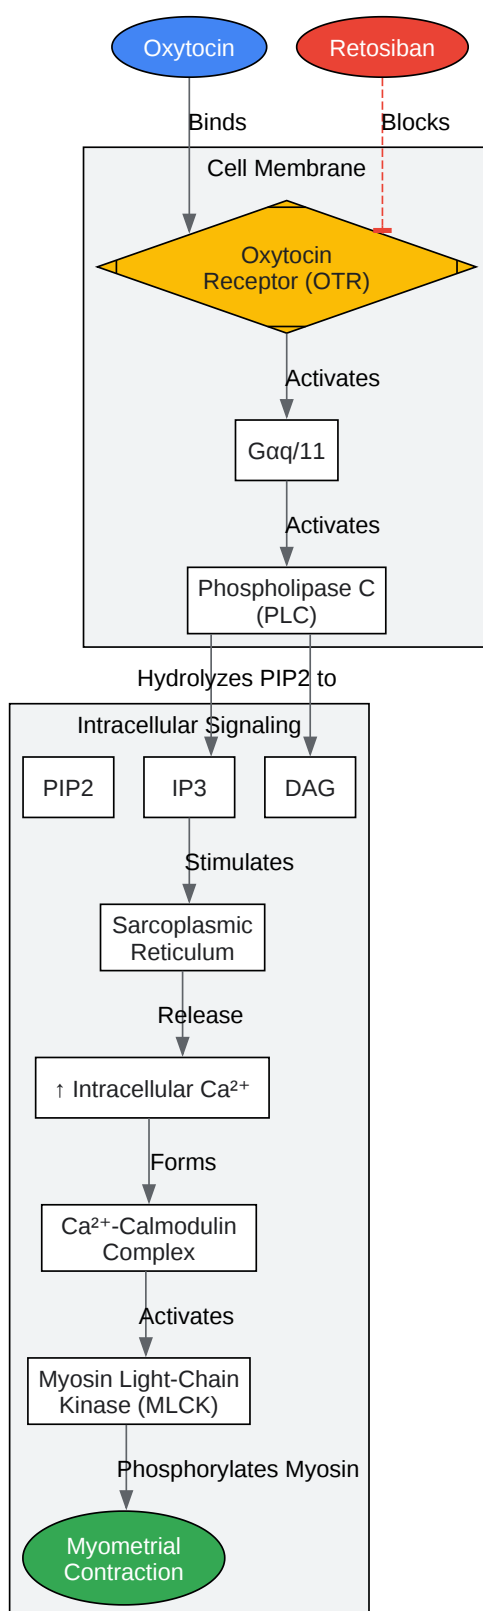 Oxytocin
Retosiban
Binds
Blocks
Cell Membrane
Oxytocin
Receptor (OTR)
Activates
Gαq/11
Activates
Phospholipase C
(PLC)
Hydrolyzes PIP2 to
Intracellular Signaling
PIP2
IP3
DAG
Stimulates
Sarcoplasmic
Reticulum
Release
↑ Intracellular Ca²⁺
Forms
Ca²⁺-Calmodulin
Complex
Activates
Myosin Light-Chain
Kinase (MLCK)
Phosphorylates Myosin
Myometrial
Contraction